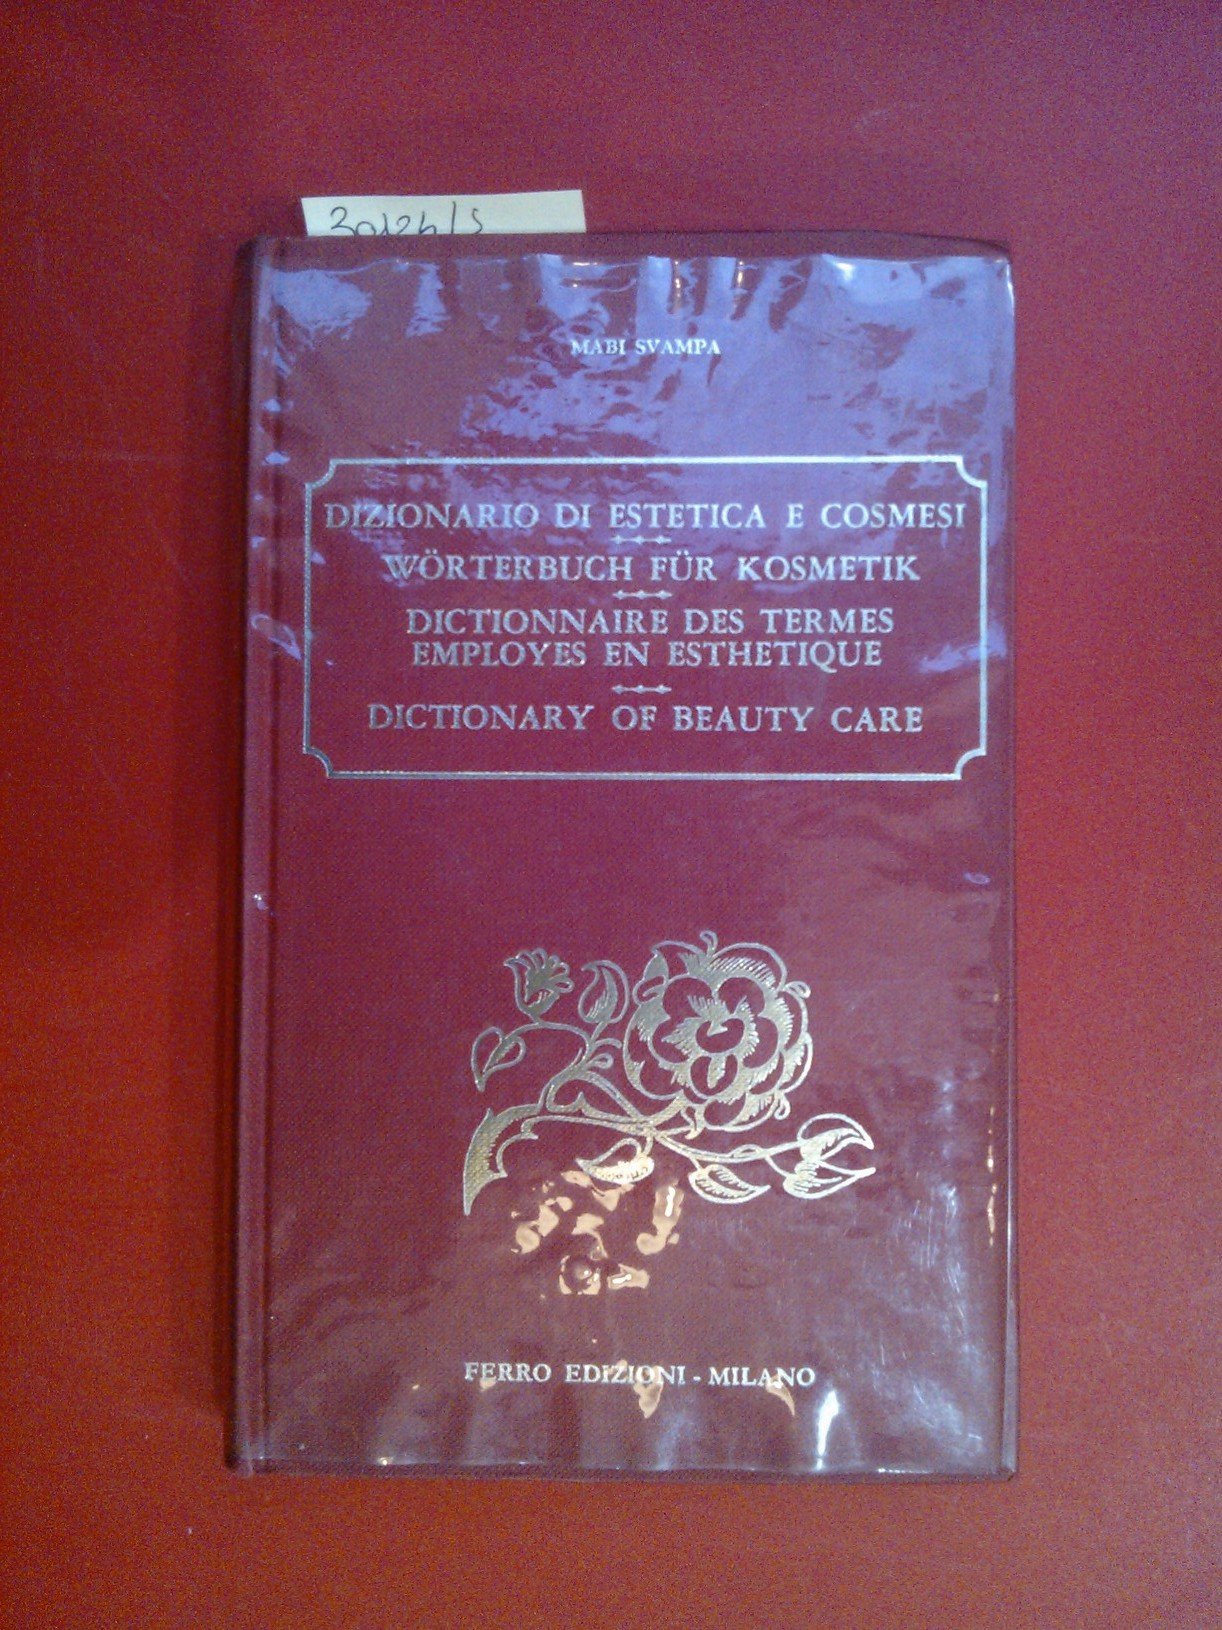 MABI SVAMPA
DIZIONARIO DI ESTETICA E COSMESI
WÖRTERBUCH FÜR KOSMETIK
DICTIONNAIRE DES TERMES
EMPLOYES EN ESTHETIQUE
DICTIONARY OF BEAUTY CARE
FERRO EDIZIONI - MILANO